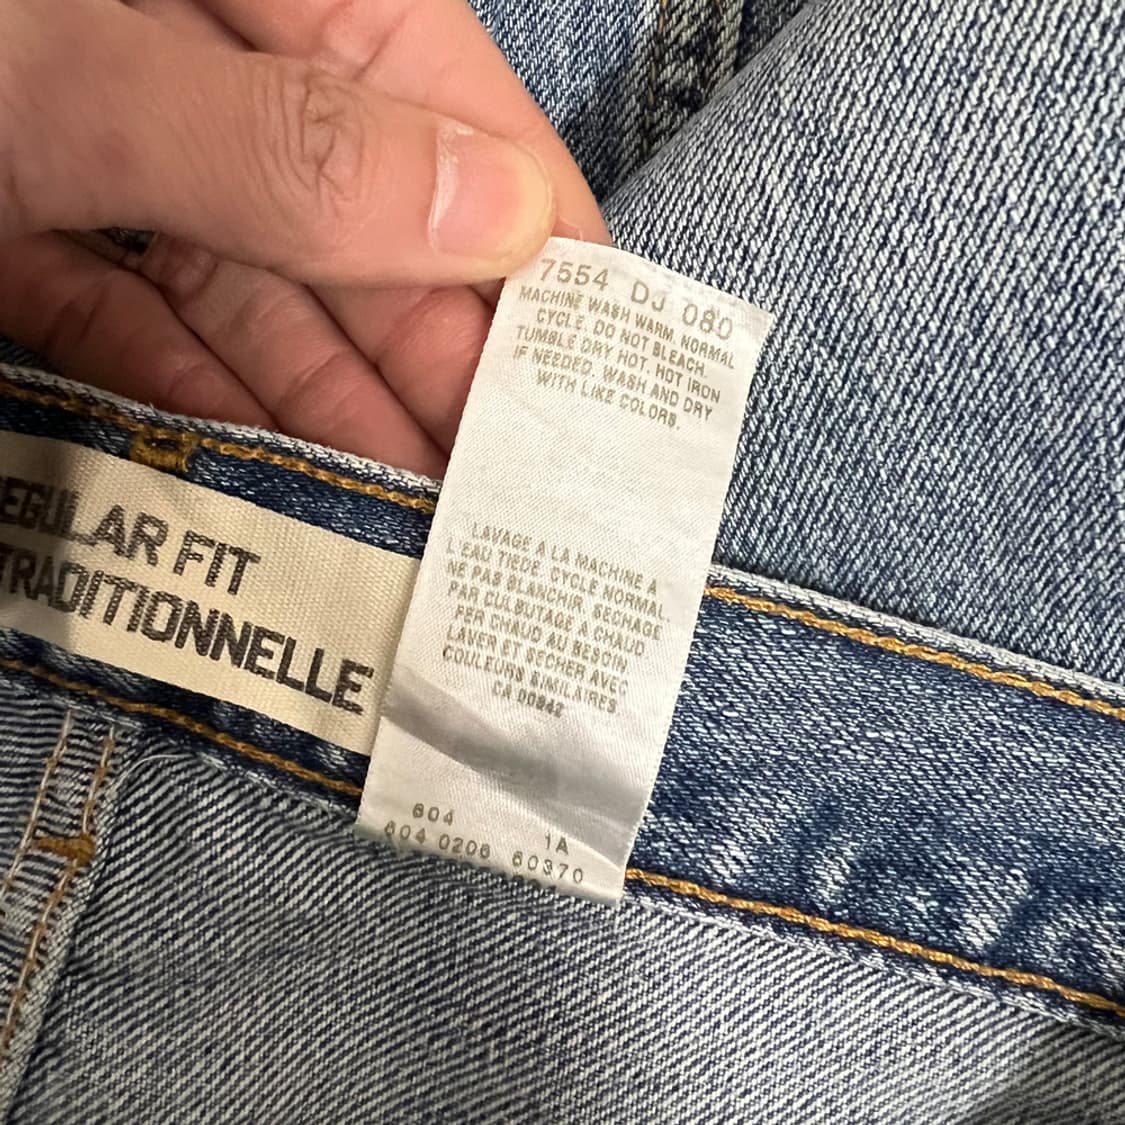 7554 DJ 080
MACHINE WASH WARM, NORMAL
CYCLE. DO NOT BLEACH.
TUMBLE DRY HOT. HOT IRON
IF NEEDED. WASH AND DRY
WITH LIKE COLORS.
EGULAR FIT
TRADITIONNELLE
LAVAGE A LA MACHINE A
L'EAU TIEDE. CYCLE NORMAL.
NE PAS BLANCHIR. SECHAGE
PAR CULBUTAGE A CHAUD
FER CHAUD AU BESOIN
LAVER ET SECHER AVEC
COULEURS SIMILAIRES
CA 00342
604 1A
604 0206 60370